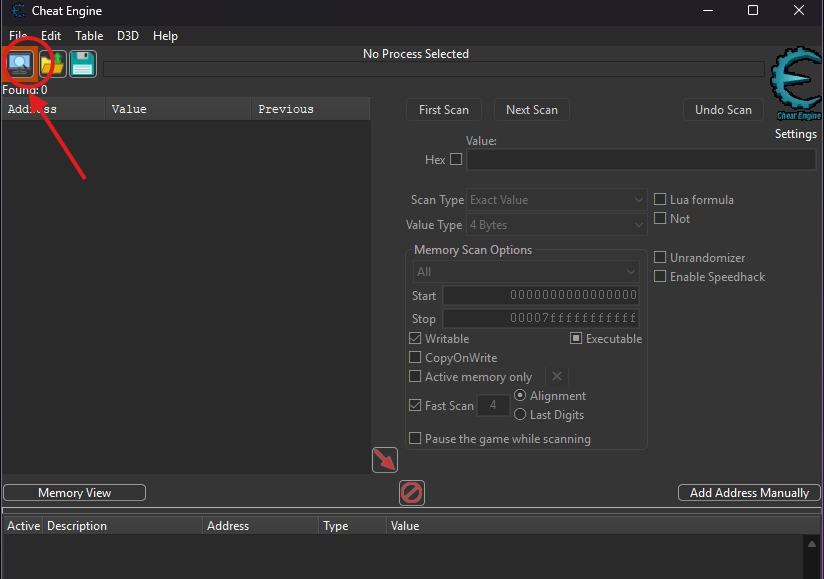 Cheat Engine
File Edit Table D3D Help
No Process Selected
Found: 0
Address Value Previous
First Scan Next Scan Undo Scan
Cheat Engine
Settings
Value:
Hex
Scan Type Exact Value Lua formula
Not
Value Type 4 Bytes
Memory Scan Options
All
Unrandomizer
Enable Speedhack
Start 0000000000000000
Stop 00007fffffffffff
Writable Executable
CopyOnWrite
Active memory only
Fast Scan 4 Alignment
Last Digits
Pause the game while scanning
Memory View Add Address Manually
Active Description Address Type Value